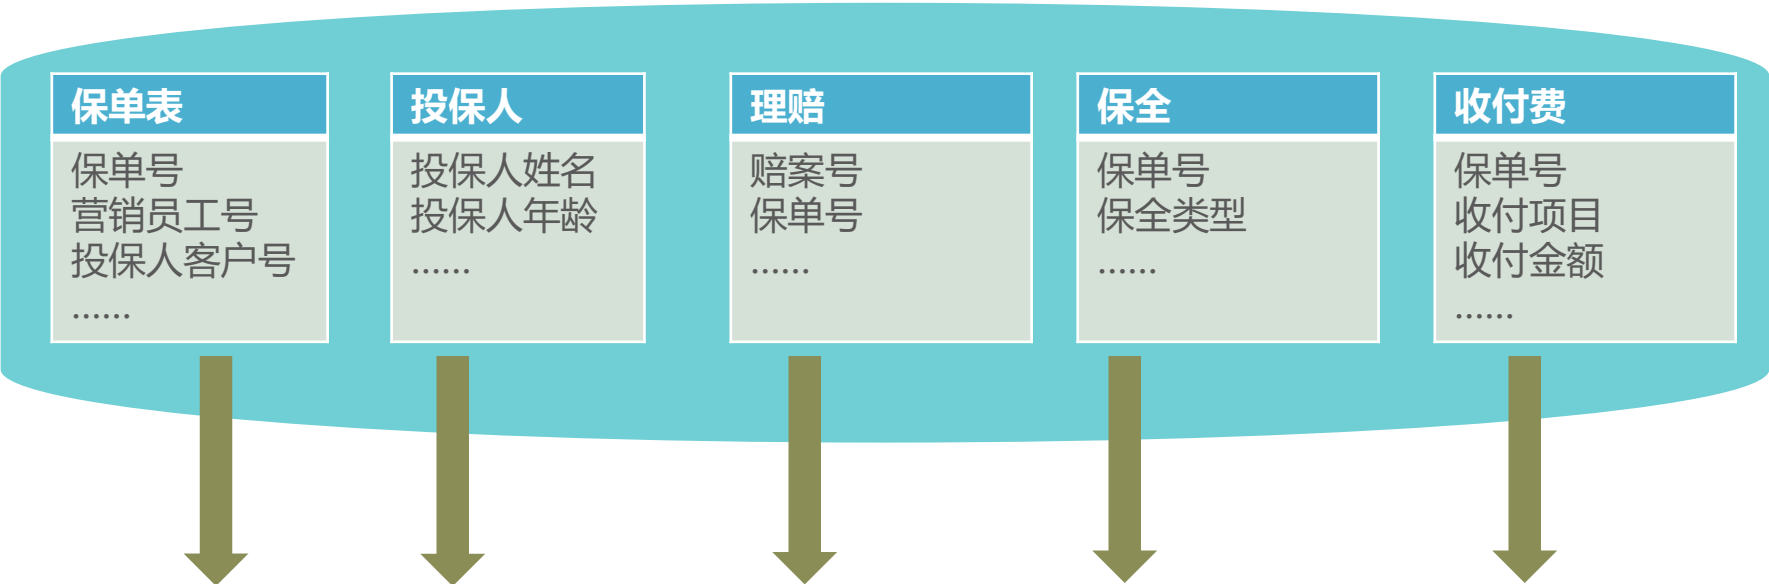 保单表
保单号
营销员工号
投保人客户号
......
投保人
投保人姓名
投保人年龄
......
理赔
赔案号
保单号
......
保全
保单号
保全类型
......
收付费
保单号
收付项目
收付金额
......